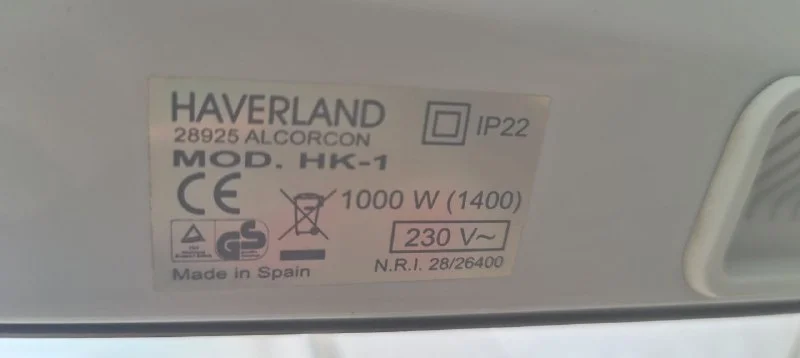 HAVERLAND
28925 ALCORCON
IP22
MOD. HK-1
CE
1000 W (1400)
230 V~
GS
N.R.I. 28/26400
Made in Spain